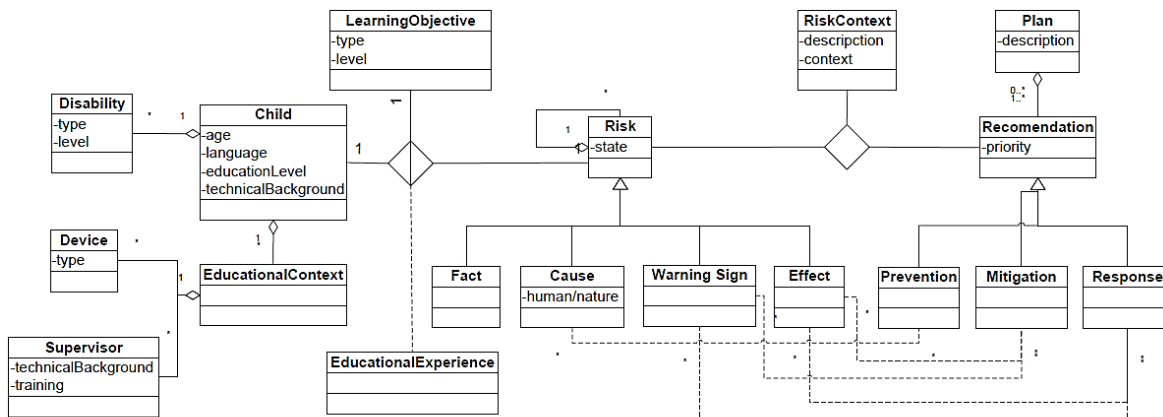 LearningObjective
-type
-level
RiskContext
-descripction
-context
Plan
-description
Disability
-type
-level
Child
-age
-language
-educationLevel
-technicalBackground
Risk
-state
Recomendation
-priority
Device
-type
EducationalContext
Supervisor
-technicalBackground
-training
EducationalExperience
Fact
Cause
-human/nature
Warning Sign
Effect
Prevention
Mitigation
Response
*
1
1
1
*
1
1
0..*
1..*
1
*
*
1
*
*
*
*
*
*
*